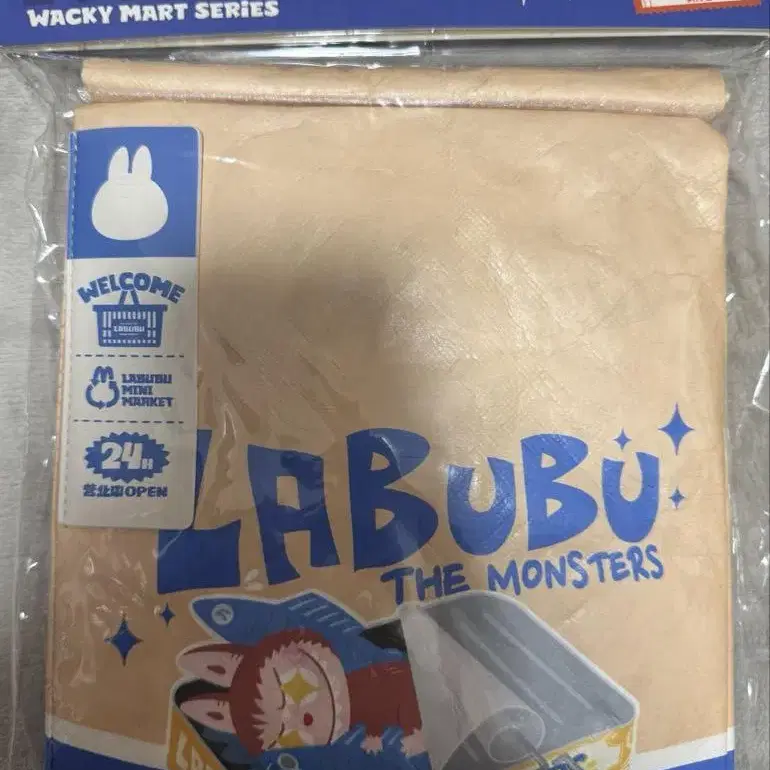 WACKY MART SERIES
WELCOME
LABUBU
LABUBU
MINI
MARKET
24H
营业中OPEN
LABUBU
THE MONSTERS